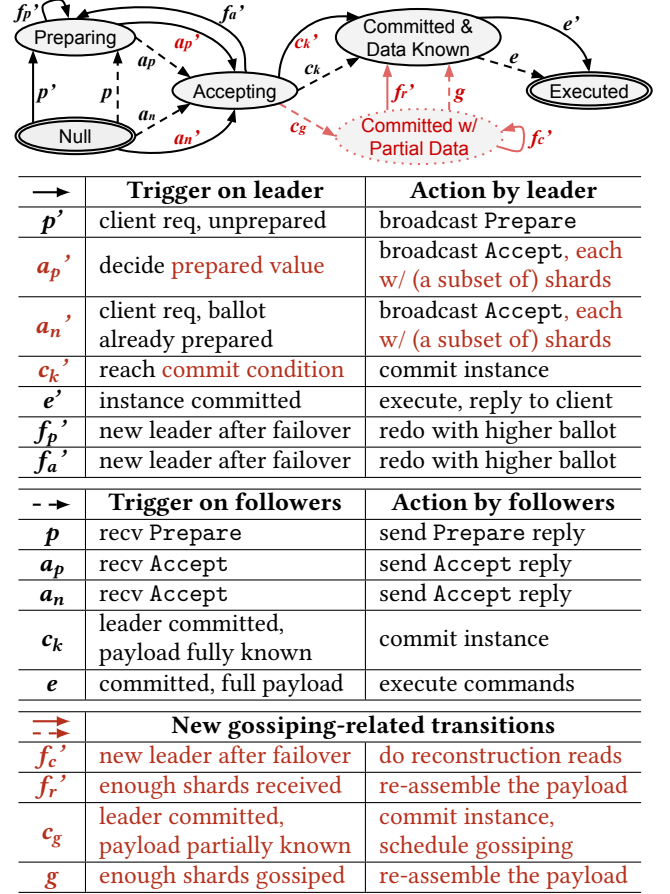 fp’ fa’
Preparing ap’ ck’ Committed & Data Known e’
ap ck e
p’ p an Accepting fr’ g Executed
Null an’ cg Committed w/ Partial Data fc’
Trigger on leader Action by leader
p’ client req, unprepared broadcast Prepare
ap’ decide prepared value broadcast Accept, each
w/ (a subset of) shards
an’ client req, ballot broadcast Accept, each
already prepared w/ (a subset of) shards
ck’ reach commit condition commit instance
e’ instance committed execute, reply to client
fp’ new leader after failover redo with higher ballot
fa’ new leader after failover redo with higher ballot
Trigger on followers Action by followers
p recv Prepare send Prepare reply
ap recv Accept send Accept reply
an recv Accept send Accept reply
ck leader committed, commit instance
payload fully known
e committed, full payload execute commands
New gossiping-related transitions
fc’ new leader after failover do reconstruction reads
fr’ enough shards received re-assemble the payload
cg leader committed, commit instance,
payload partially known schedule gossiping
g enough shards gossiped re-assemble the payload